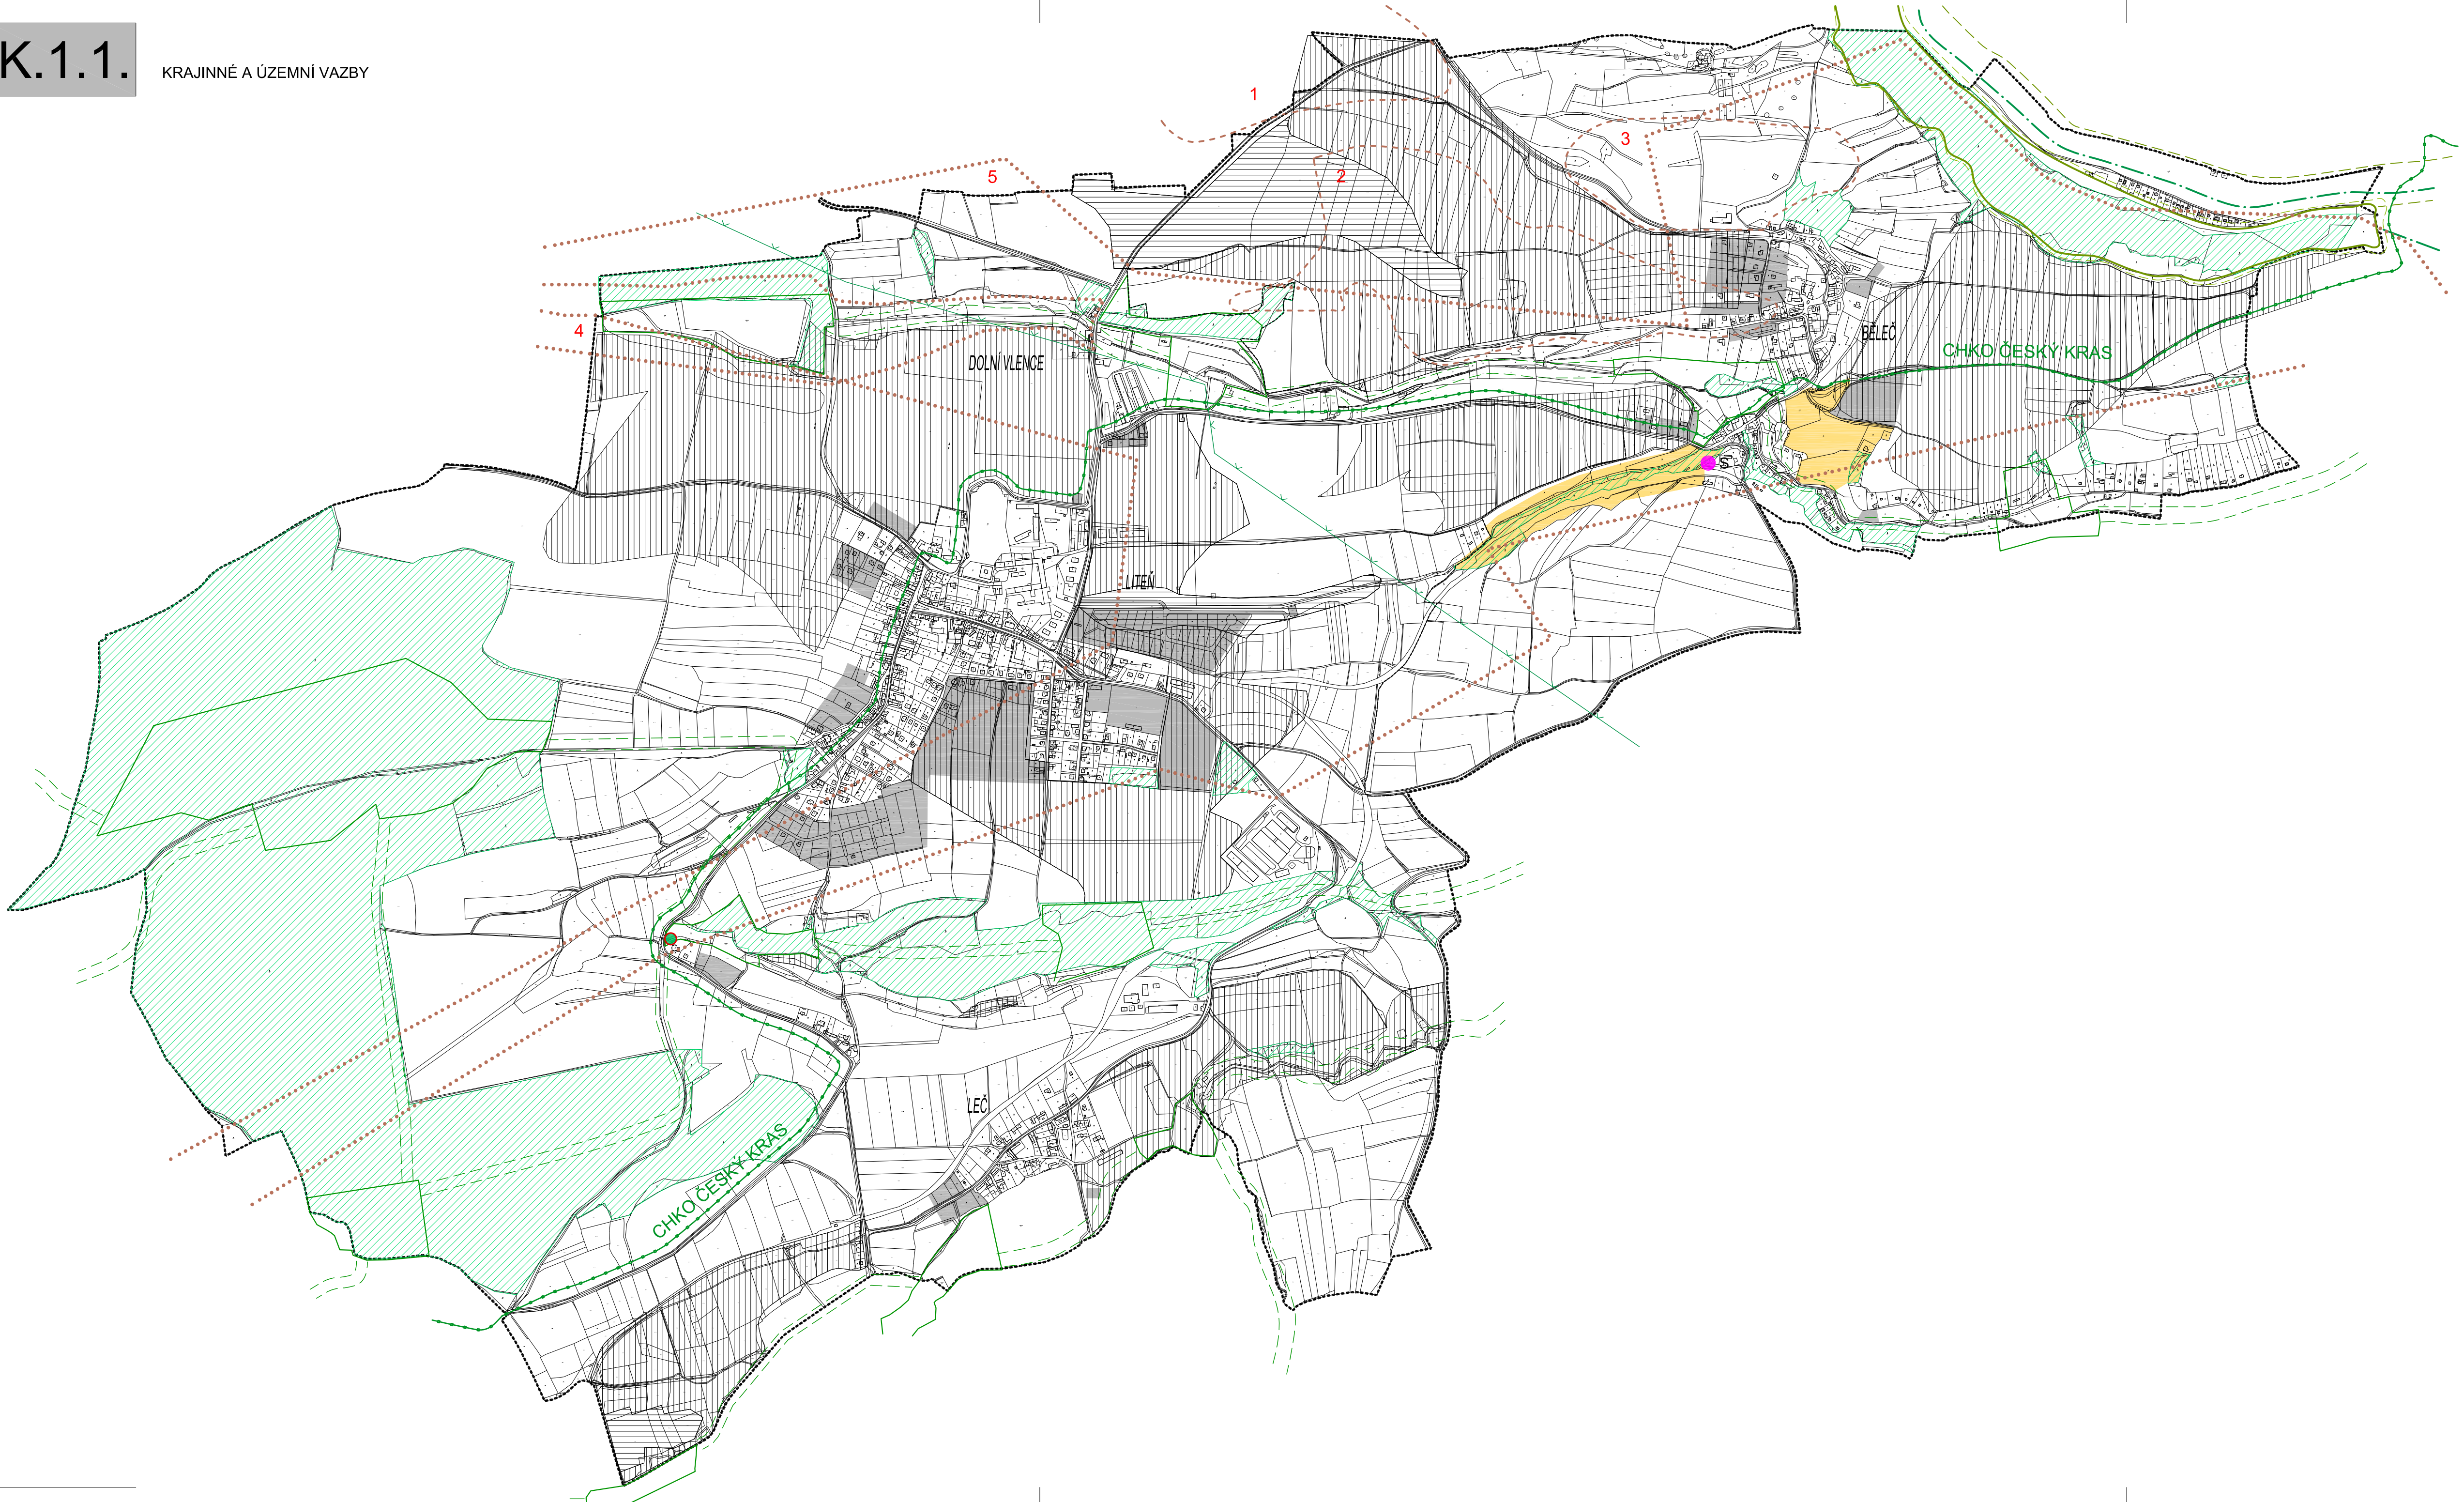 K.1.1.
KRAJINNÉ A ÚZEMNÍ VAZBY
1
3
2
5
4
DOLNÍ VLENCE
BĚLEČ
CHKO ČESKÝ KRAS
S
LITEŇ
LEČ
CHKO ČESKÝ KRAS